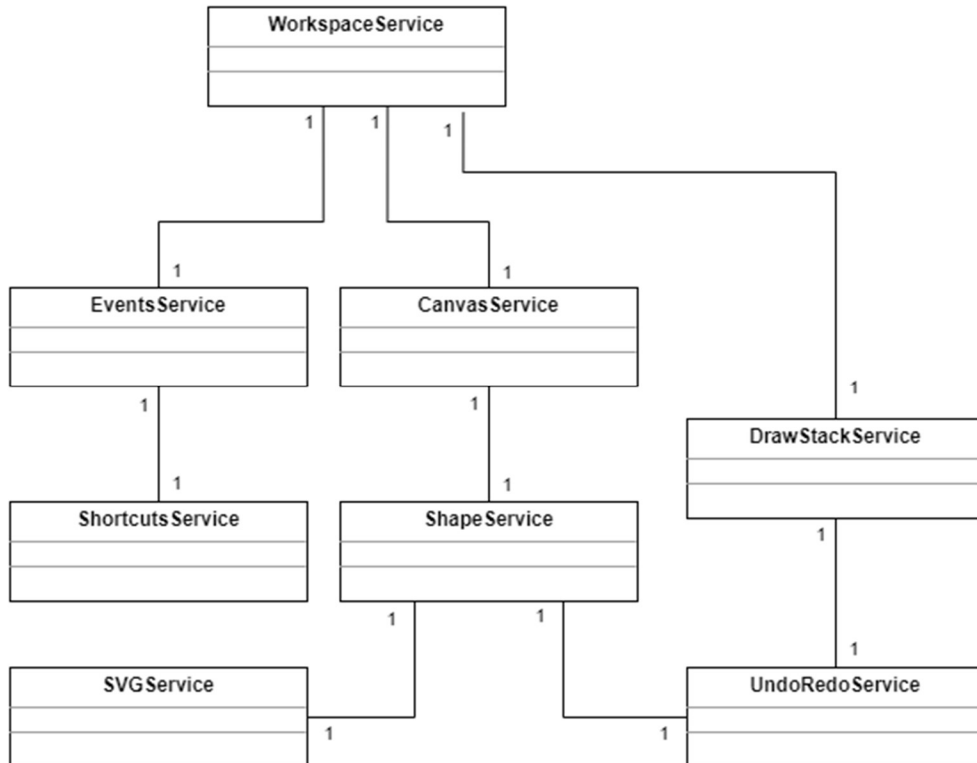 WorkspaceService
1 1 1
1 1
EventsService CanvasService
1 1 1
DrawStackService
1 1
ShortcutsService ShapeService
1
1 1
1
SVGService UndoRedoService
1 1